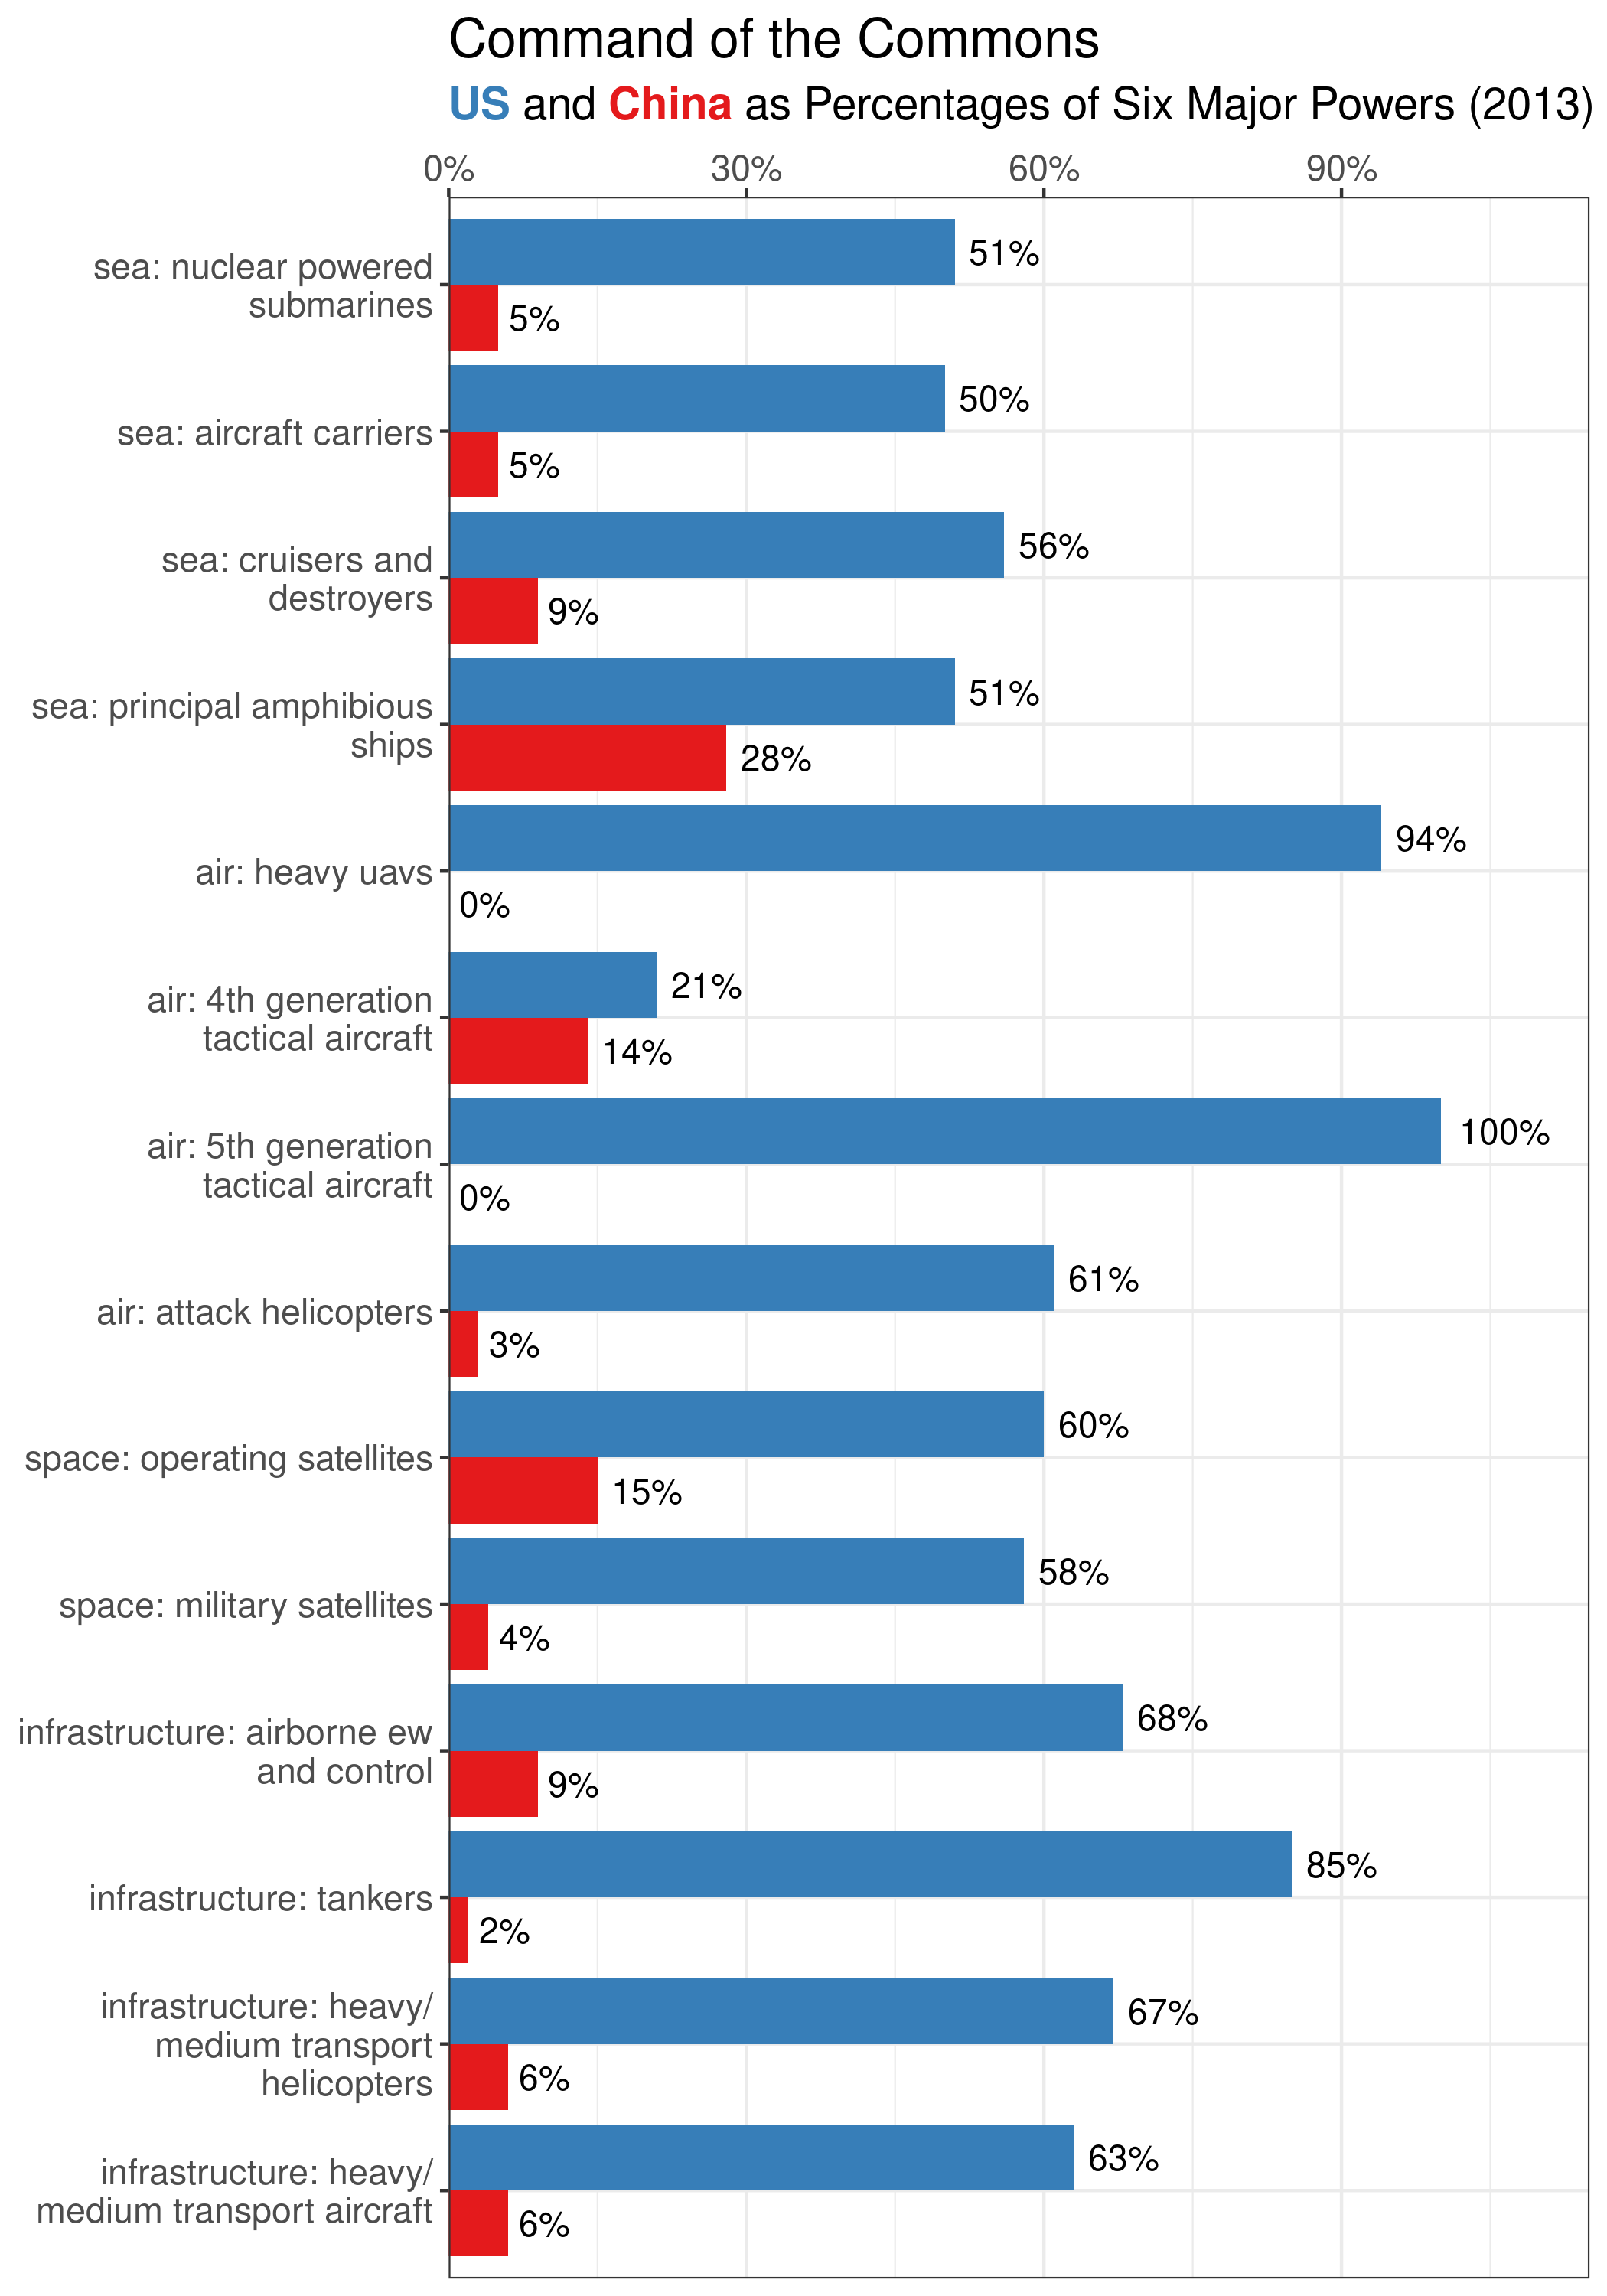 Command of the Commons
US and China as Percentages of Six Major Powers (2013)
0% 30% 60% 90%
sea: nuclear powered
submarines
51%
5%
sea: aircraft carriers
50%
5%
sea: cruisers and
destroyers
56%
9%
sea: principal amphibious
ships
51%
28%
air: heavy uavs
94%
0%
air: 4th generation
tactical aircraft
21%
14%
air: 5th generation
tactical aircraft
100%
0%
air: attack helicopters
61%
3%
space: operating satellites
60%
15%
space: military satellites
58%
4%
infrastructure: airborne ew
and control
68%
9%
infrastructure: tankers
85%
2%
infrastructure: heavy/
medium transport
helicopters
67%
6%
infrastructure: heavy/
medium transport aircraft
63%
6%